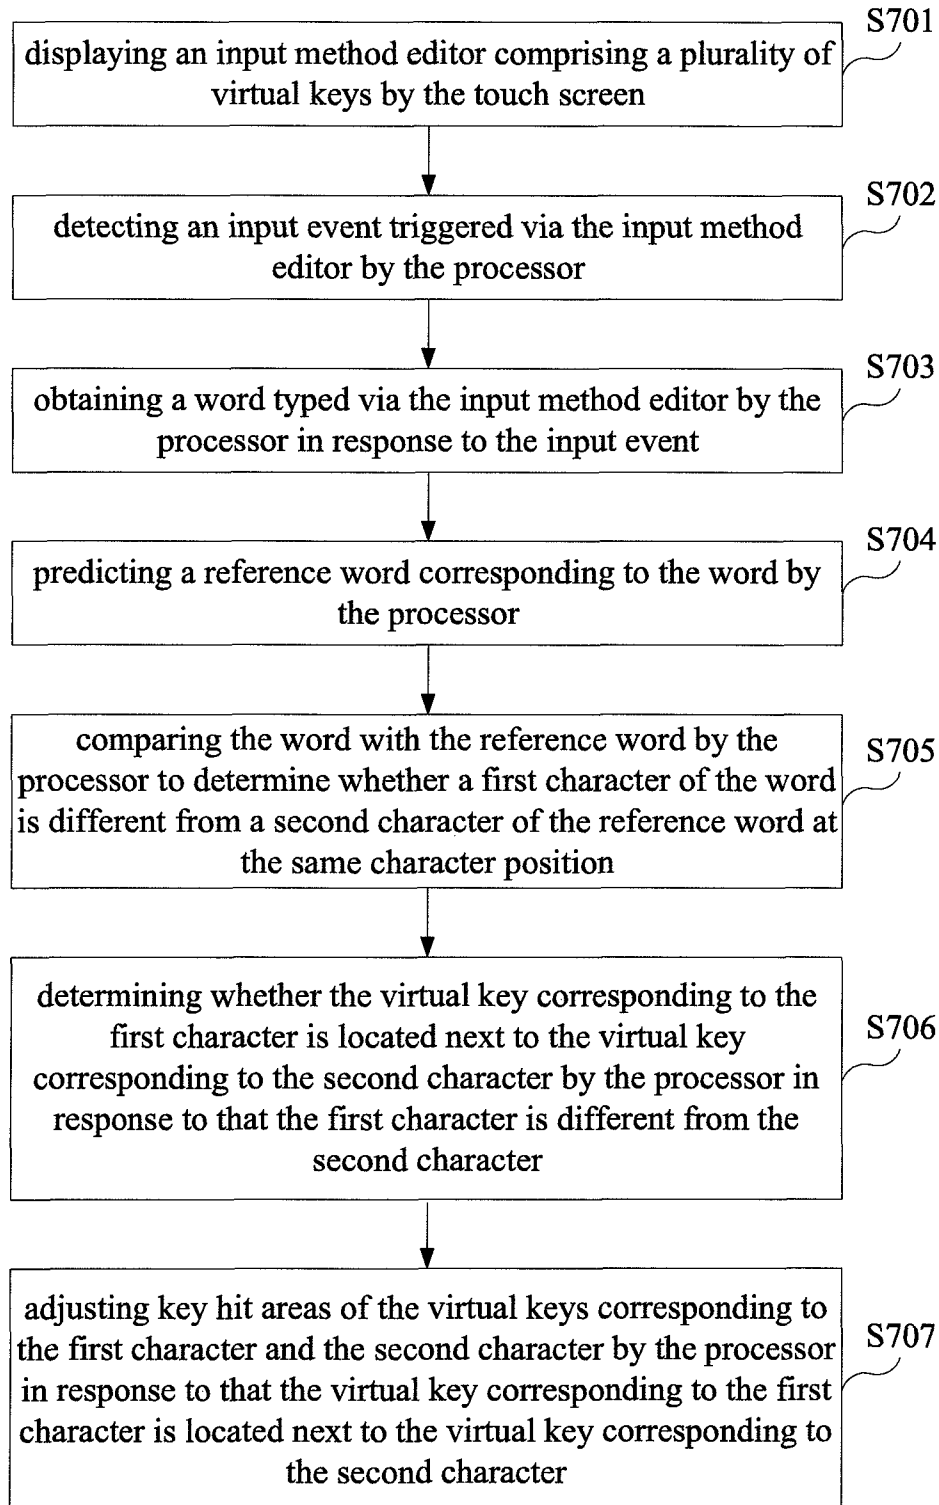 S701
displaying an input method editor comprising a plurality of
virtual keys by the touch screen
S702
detecting an input event triggered via the input method
editor by the processor
S703
obtaining a word typed via the input method editor by the
processor in response to the input event
S704
predicting a reference word corresponding to the word by
the processor
S705
comparing the word with the reference word by the
processor to determine whether a first character of the word
is different from a second character of the reference word at
the same character position
S706
determining whether the virtual key corresponding to the
first character is located next to the virtual key
corresponding to the second character by the processor in
response to that the first character is different from the
second character
S707
adjusting key hit areas of the virtual keys corresponding to
the first character and the second character by the processor
in response to that the virtual key corresponding to the first
character is located next to the virtual key corresponding to
the second character